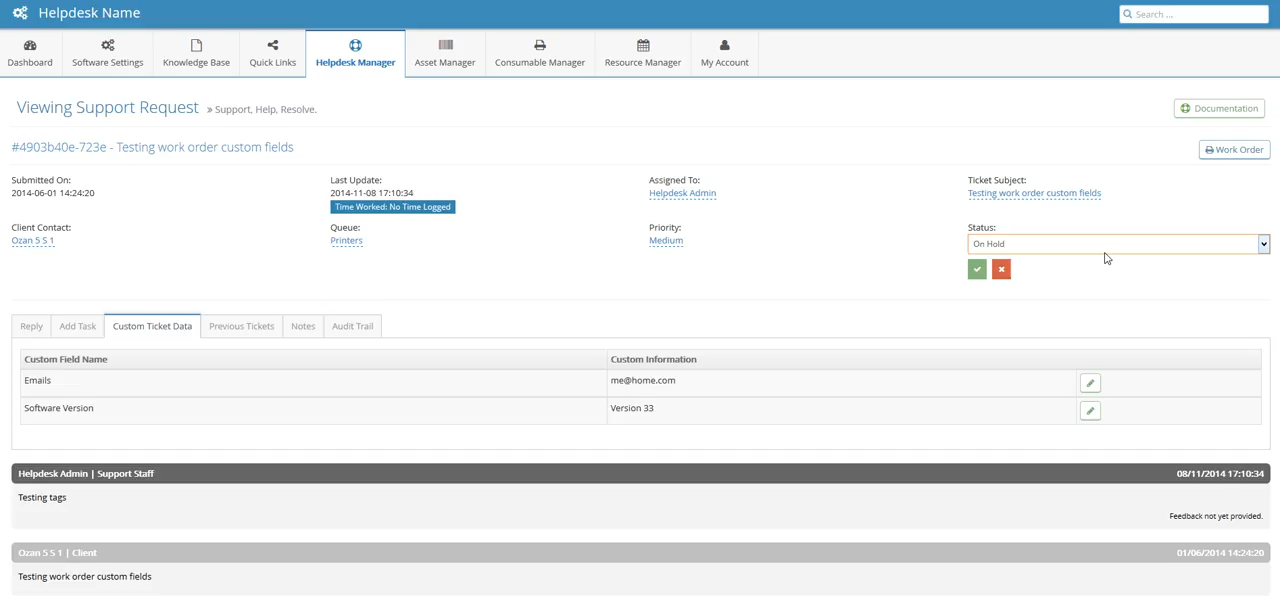 Helpdesk Name
Search ...
Dashboard
Software Settings
Knowledge Base
Quick Links
Helpdesk Manager
Asset Manager
Consumable Manager
Resource Manager
My Account
Viewing Support Request » Support, Help, Resolve.
Documentation
#4903b40e-723e - Testing work order custom fields
Work Order
Submitted On:
2014-06-01 14:24:20
Last Update:
2014-11-08 17:10:34
Time Worked: No Time Logged
Assigned To:
Helpdesk Admin
Ticket Subject:
Testing work order custom fields
Client Contact:
Ozan 5 S 1
Queue:
Printers
Priority:
Medium
Status:
On Hold
Reply
Add Task
Custom Ticket Data
Previous Tickets
Notes
Audit Trail
Custom Field Name
Custom Information
Emails
me@home.com
Software Version
Version 33
Helpdesk Admin | Support Staff
08/11/2014 17:10:34
Testing tags
Feedback not yet provided.
Ozan 5 S 1 | Client
01/06/2014 14:24:20
Testing work order custom fields